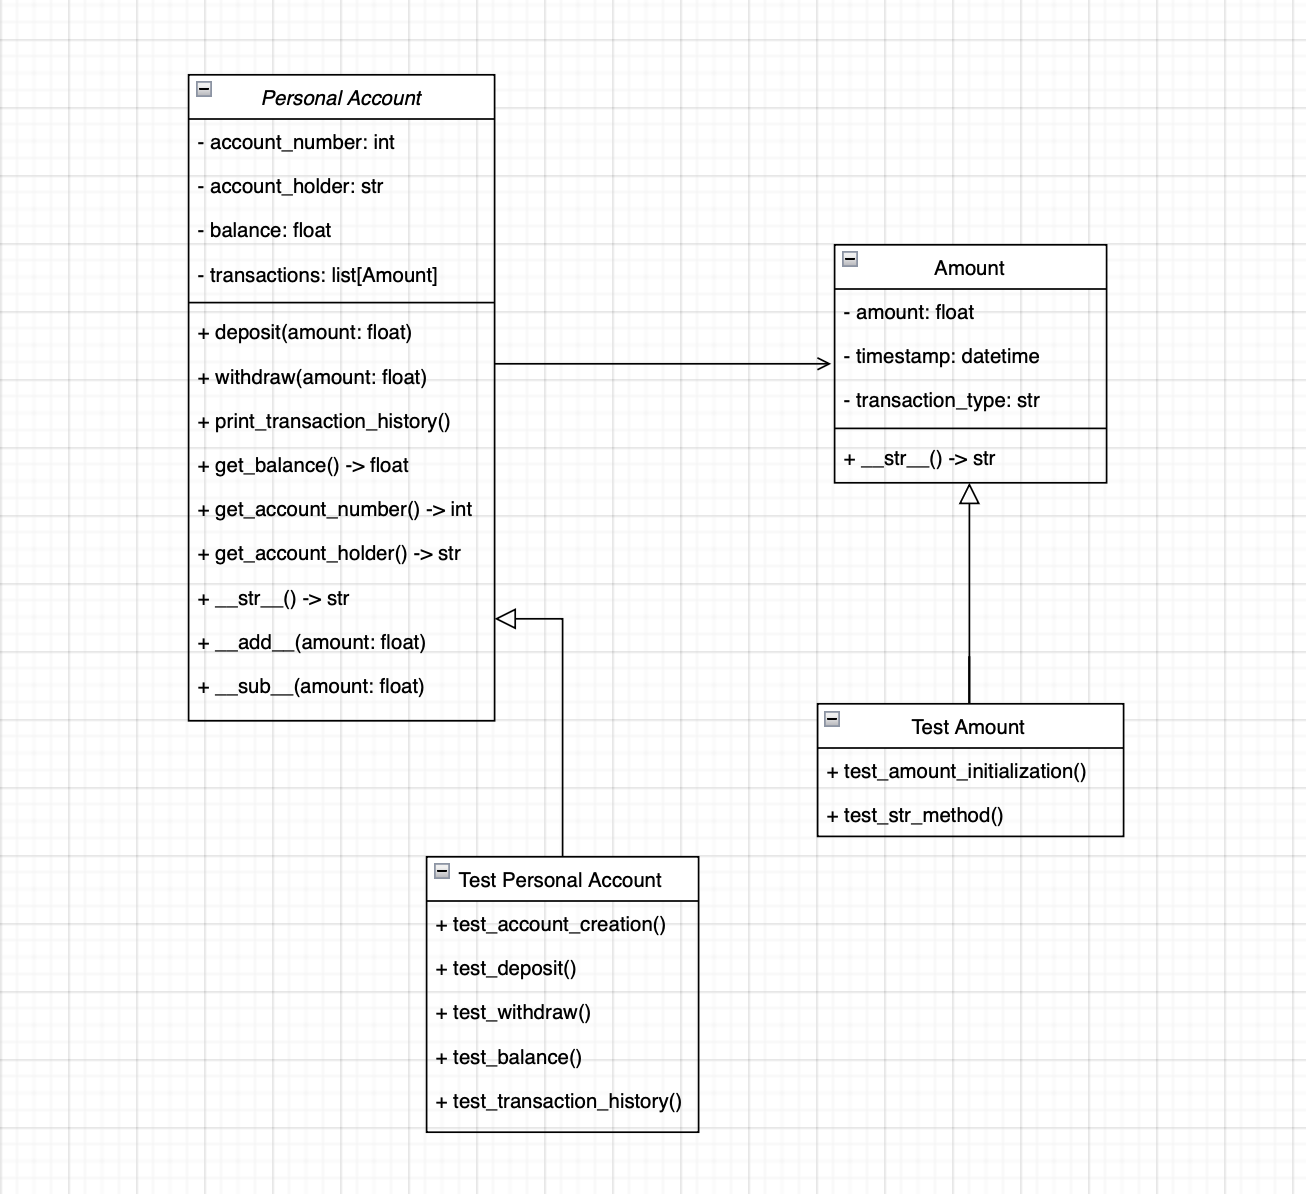 Personal Account
- account_number: int
- account_holder: str
- balance: float
- transactions: list[Amount]
+ deposit(amount: float)
+ withdraw(amount: float)
+ print_transaction_history()
+ get_balance() -> float
+ get_account_number() -> int
+ get_account_holder() -> str
+ __str__() -> str
+ __add__(amount: float)
+ __sub__(amount: float)
Amount
- amount: float
- timestamp: datetime
- transaction_type: str
+ __str__() -> str
Test Amount
+ test_amount_initialization()
+ test_str_method()
Test Personal Account
+ test_account_creation()
+ test_deposit()
+ test_withdraw()
+ test_balance()
+ test_transaction_history()